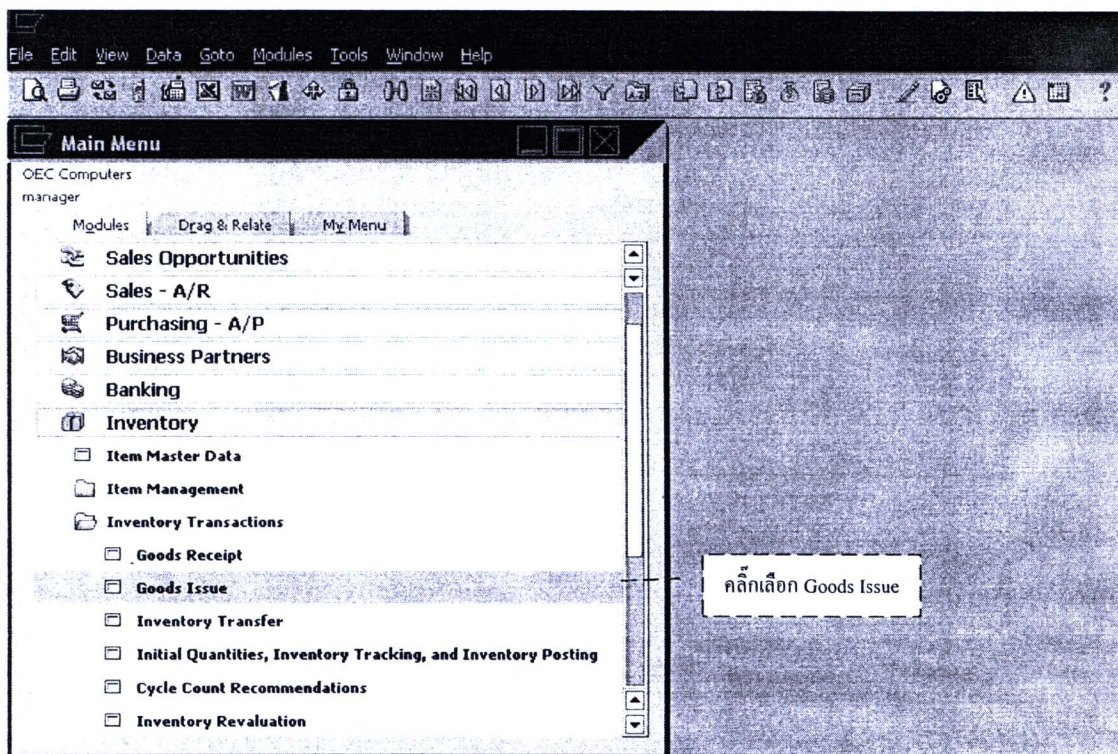 File Edit View Data Goto Modules Tools Window Help
Main Menu
OEC Computers
manager
Modules Drag & Relate My Menu
Sales Opportunities
Sales - A/R
Purchasing - A/P
Business Partners
Banking
Inventory
Item Master Data
Item Management
Inventory Transactions
Goods Receipt
Goods Issue
คลิ๊กเลือก Goods Issue
Inventory Transfer
Initial Quantities, Inventory Tracking, and Inventory Posting
Cycle Count Recommendations
Inventory Revaluation